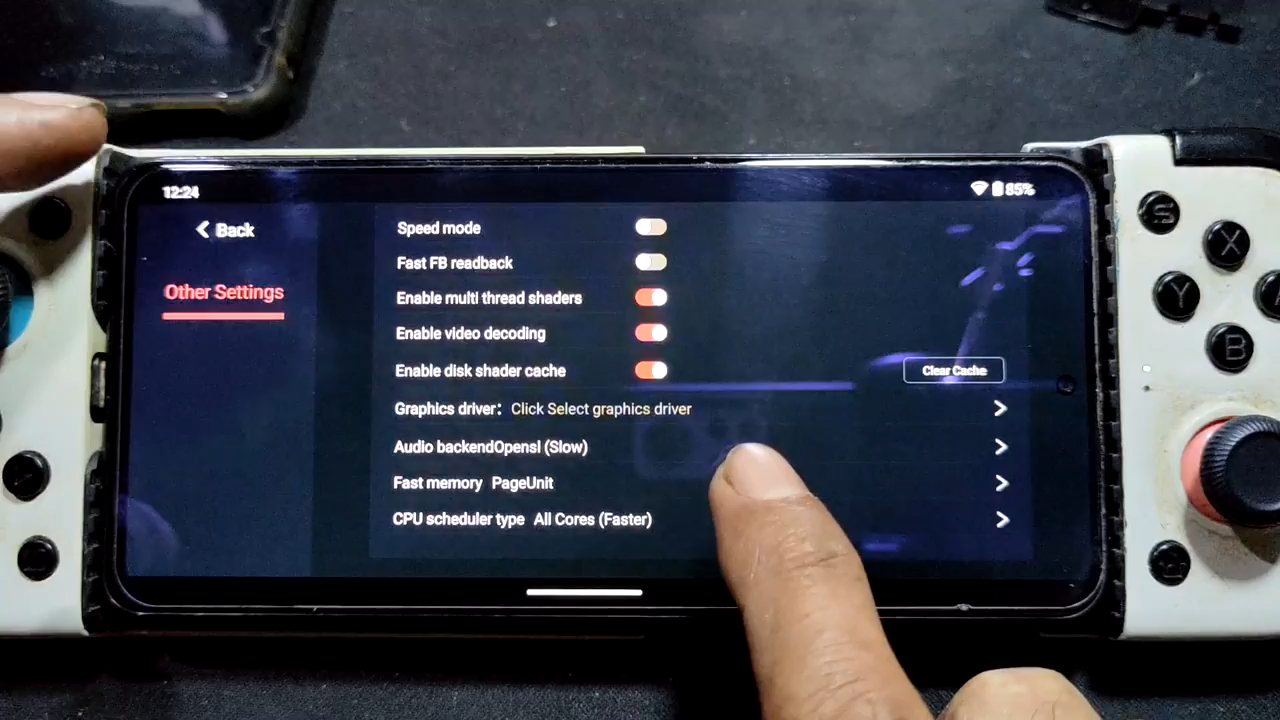 12:24
85%
Back
Other Settings
Speed mode
Fast FB readback
Enable multi thread shaders
Enable video decoding
Enable disk shader cache
Clear Cache
Graphics driver: Click Select graphics driver
Audio backendOpensl (Slow)
Fast memory PageUnit
CPU scheduler type All Cores (Faster)
S
X
Y
B